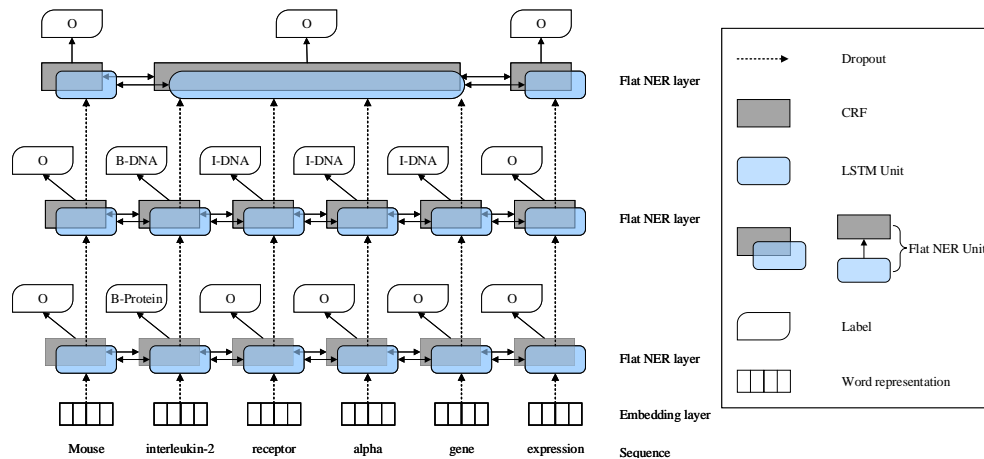 O O O
Flat NER layer
O B-DNA I-DNA I-DNA I-DNA O
Flat NER layer
O B-Protein O O O O
Flat NER layer
Embedding layer
Mouse interleukin-2 receptor alpha gene expression
Sequence
Dropout
CRF
LSTM Unit
Flat NER Unit
Label
Word representation